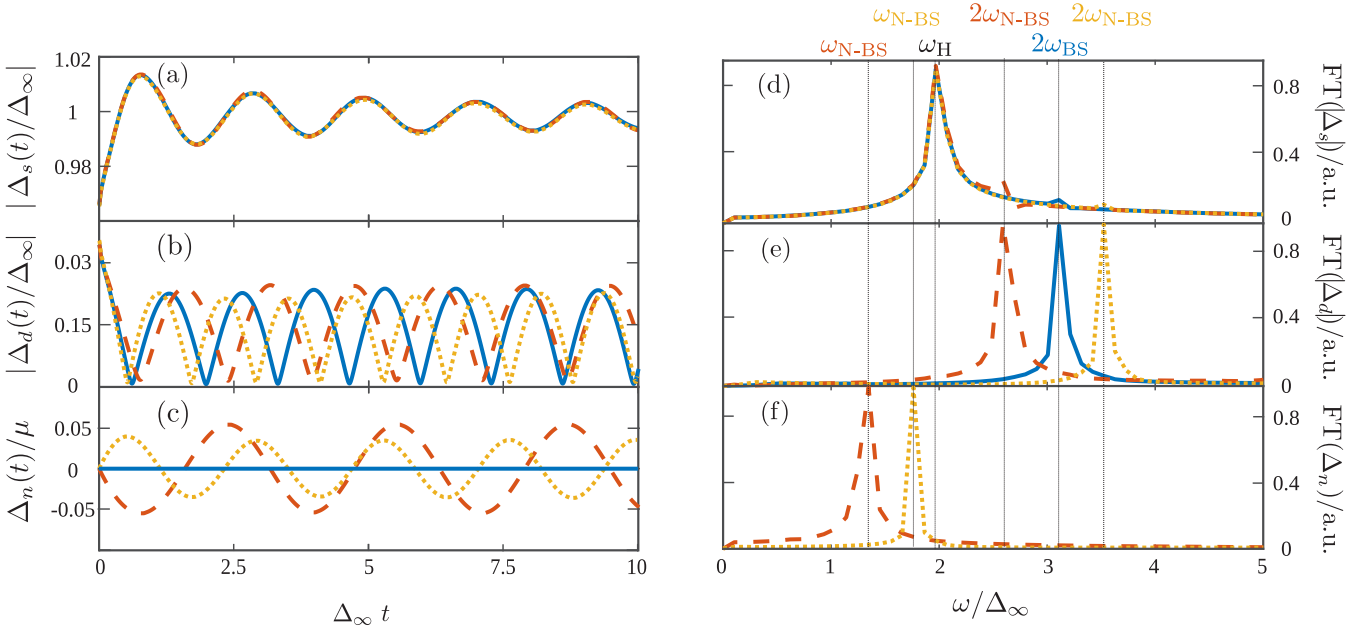 (a)
1.02
1
0.98
|Δ_s(t)/Δ_∞|
(b)
0.03
0.15
0
|Δ_d(t)/Δ_∞|
(c)
0.05
0
-0.05
Δ_n(t)/μ
0 2.5 5 7.5 10
Δ_∞ t
ω_N-BS 2ω_N-BS 2ω_N-BS
ω_N-BS ω_H 2ω_BS
(d)
0.8
0.4
0
FT(|Δ_s|)/a.u.
(e)
0.8
0.4
0
FT(|Δ_d|)/a.u.
(f)
0.8
0.4
0
FT(Δ_n)/a.u.
0 1 2 3 4 5
ω/Δ_∞